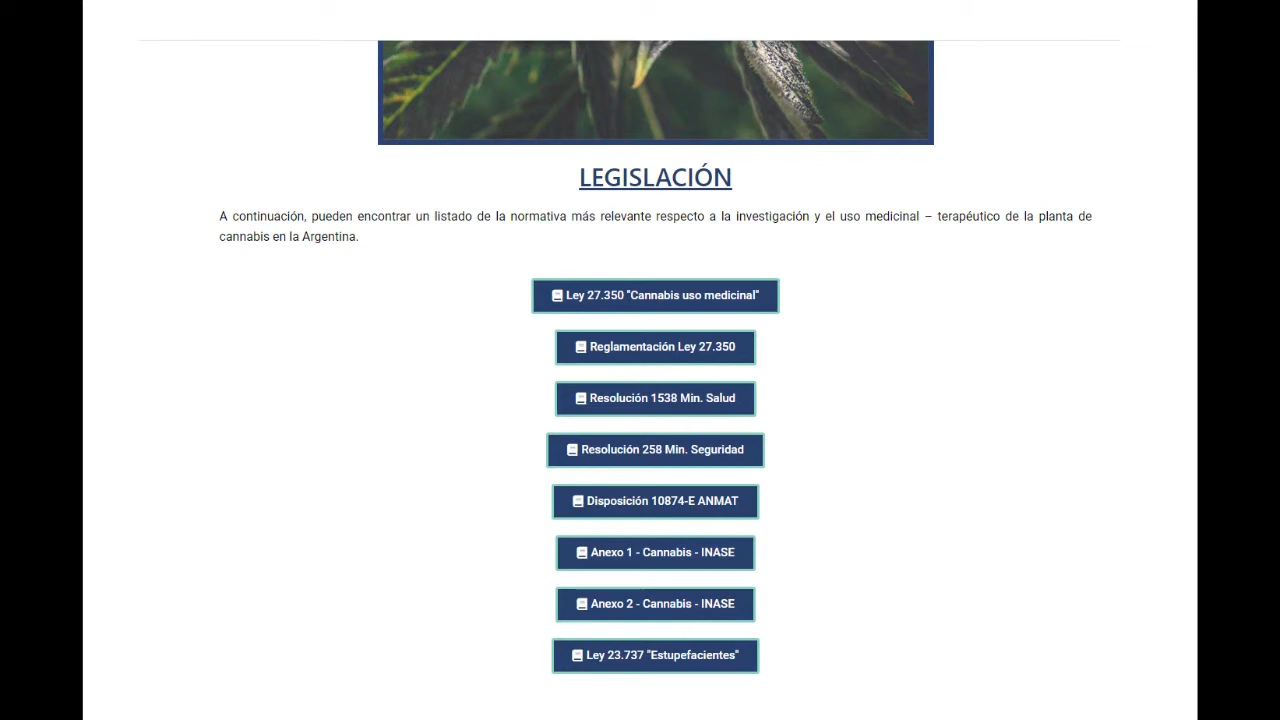 LEGISLACIÓN
A continuación, pueden encontrar un listado de la normativa más relevante respecto a la investigación y el uso medicinal – terapéutico de la planta de
cannabis en la Argentina.
Ley 27.350 "Cannabis uso medicinal"
Reglamentación Ley 27.350
Resolución 1538 Min. Salud
Resolución 258 Min. Seguridad
Disposición 10874-E ANMAT
Anexo 1 - Cannabis - INASE
Anexo 2 - Cannabis - INASE
Ley 23.737 "Estupefacientes"